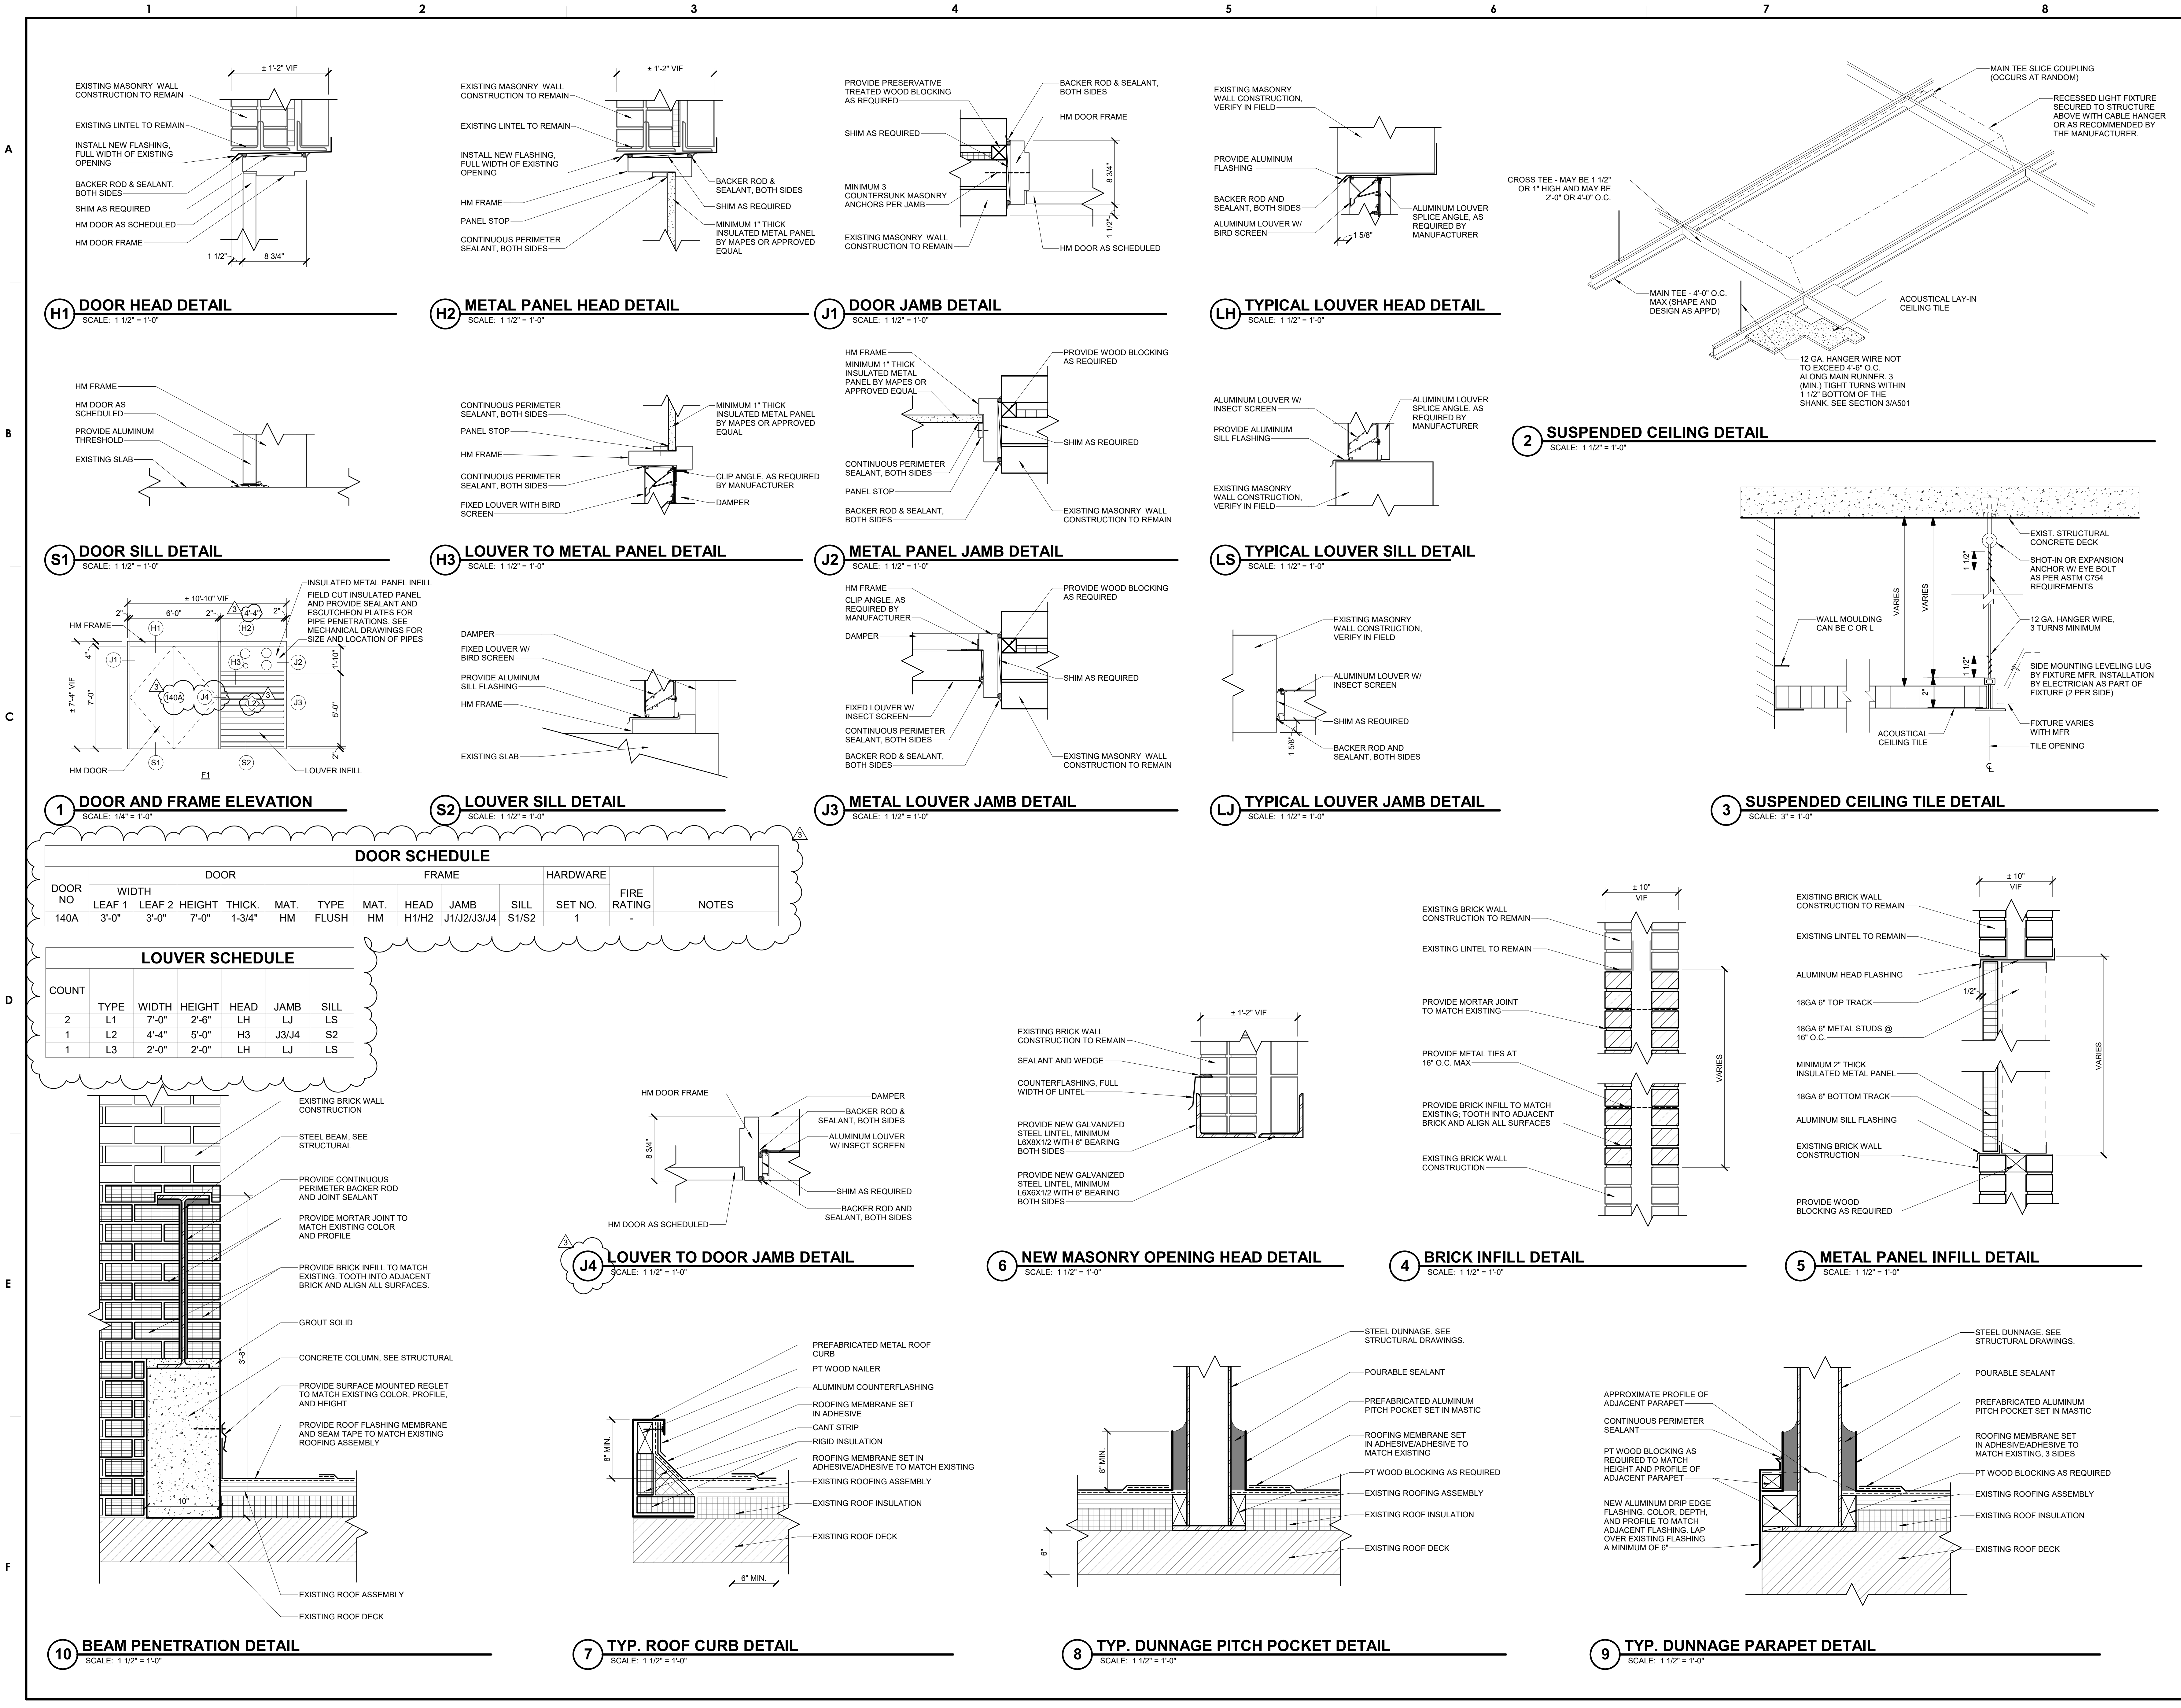 1 2 3 4 5 6 7 8
A
B
C
D
E
F
± 1'-2" VIF
EXISTING MASONRY WALL
CONSTRUCTION TO REMAIN
EXISTING LINTEL TO REMAIN
INSTALL NEW FLASHING,
FULL WIDTH OF EXISTING
OPENING
BACKER ROD & SEALANT,
BOTH SIDES
SHIM AS REQUIRED
HM DOOR AS SCHEDULED
HM DOOR FRAME
1 1/2"
8 3/4"
H1 DOOR HEAD DETAIL
SCALE: 1 1/2" = 1'-0"
± 1'-2" VIF
EXISTING MASONRY WALL
CONSTRUCTION TO REMAIN
EXISTING LINTEL TO REMAIN
INSTALL NEW FLASHING,
FULL WIDTH OF EXISTING
OPENING
HM FRAME
PANEL STOP
CONTINUOUS PERIMETER
SEALANT, BOTH SIDES
BACKER ROD &
SEALANT, BOTH SIDES
SHIM AS REQUIRED
MINIMUM 1" THICK
INSULATED METAL PANEL
BY MAPES OR APPROVED
EQUAL
H2 METAL PANEL HEAD DETAIL
SCALE: 1 1/2" = 1'-0"
PROVIDE PRESERVATIVE
TREATED WOOD BLOCKING
AS REQUIRED
SHIM AS REQUIRED
MINIMUM 3
COUNTERSUNK MASONRY
ANCHORS PER JAMB
EXISTING MASONRY WALL
CONSTRUCTION TO REMAIN
BACKER ROD & SEALANT,
BOTH SIDES
HM DOOR FRAME
8 3/4"
1 1/2"
HM DOOR AS SCHEDULED
J1 DOOR JAMB DETAIL
SCALE: 1 1/2" = 1'-0"
EXISTING MASONRY
WALL CONSTRUCTION,
VERIFY IN FIELD
PROVIDE ALUMINUM
FLASHING
BACKER ROD AND
SEALANT, BOTH SIDES
ALUMINUM LOUVER W/
BIRD SCREEN
1 5/8"
ALUMINUM LOUVER
SPLICE ANGLE, AS
REQUIRED BY
MANUFACTURER
LH TYPICAL LOUVER HEAD DETAIL
SCALE: 1 1/2" = 1'-0"
MAIN TEE SLICE COUPLING
(OCCURS AT RANDOM)
RECESSED LIGHT FIXTURE
SECURED TO STRUCTURE
ABOVE WITH CABLE HANGER
OR AS RECOMMENDED BY
THE MANUFACTURER.
CROSS TEE - MAY BE 1 1/2"
OR 1" HIGH AND MAY BE
2'-0" OR 4'-0" O.C.
MAIN TEE - 4'-0" O.C.
MAX (SHAPE AND
DESIGN AS APP'D)
ACOUSTICAL LAY-IN
CEILING TILE
12 GA. HANGER WIRE NOT
TO EXCEED 4'-6" O.C.
ALONG MAIN RUNNER. 3
(MIN.) TIGHT TURNS WITHIN
1 1/2" BOTTOM OF THE
SHANK. SEE SECTION 3/A501
2 SUSPENDED CEILING DETAIL
SCALE: 1 1/2" = 1'-0"
HM FRAME
HM DOOR AS
SCHEDULED
PROVIDE ALUMINUM
THRESHOLD
EXISTING SLAB
S1 DOOR SILL DETAIL
SCALE: 1 1/2" = 1'-0"
CONTINUOUS PERIMETER
SEALANT, BOTH SIDES
PANEL STOP
HM FRAME
CONTINUOUS PERIMETER
SEALANT, BOTH SIDES
FIXED LOUVER WITH BIRD
SCREEN
MINIMUM 1" THICK
INSULATED METAL PANEL
BY MAPES OR APPROVED
EQUAL
CLIP ANGLE, AS REQUIRED
BY MANUFACTURER
DAMPER
H3 LOUVER TO METAL PANEL DETAIL
SCALE: 1 1/2" = 1'-0"
HM FRAME
MINIMUM 1" THICK
INSULATED METAL
PANEL BY MAPES OR
APPROVED EQUAL
CONTINUOUS PERIMETER
SEALANT, BOTH SIDES
PANEL STOP
BACKER ROD & SEALANT,
BOTH SIDES
PROVIDE WOOD BLOCKING
AS REQUIRED
SHIM AS REQUIRED
EXISTING MASONRY WALL
CONSTRUCTION TO REMAIN
J2 METAL PANEL JAMB DETAIL
SCALE: 1 1/2" = 1'-0"
ALUMINUM LOUVER W/
INSECT SCREEN
PROVIDE ALUMINUM
SILL FLASHING
EXISTING MASONRY
WALL CONSTRUCTION,
VERIFY IN FIELD
ALUMINUM LOUVER
SPLICE ANGLE, AS
REQUIRED BY
MANUFACTURER
LS TYPICAL LOUVER SILL DETAIL
SCALE: 1 1/2" = 1'-0"
INSULATED METAL PANEL INFILL
FIELD CUT INSULATED PANEL
AND PROVIDE SEALANT AND
ESCUTCHEON PLATES FOR
PIPE PENETRATIONS. SEE
MECHANICAL DRAWINGS FOR
SIZE AND LOCATION OF PIPES
± 10'-10" VIF
2" 6'-0" 2" 3 4'-4" 2"
HM FRAME
H1 H2
J1 H3 J2
4"
1'-10"
± 7'-4" VIF
7'-0"
3 140A J4 3 L2 J3
5'-0"
2"
S1 S2
HM DOOR
F1
LOUVER INFILL
1 DOOR AND FRAME ELEVATION
SCALE: 1/4" = 1'-0"
DAMPER
FIXED LOUVER W/
BIRD SCREEN
PROVIDE ALUMINUM
SILL FLASHING
HM FRAME
EXISTING SLAB
S2 LOUVER SILL DETAIL
SCALE: 1 1/2" = 1'-0"
HM FRAME
CLIP ANGLE, AS
REQUIRED BY
MANUFACTURER
DAMPER
FIXED LOUVER W/
INSECT SCREEN
CONTINUOUS PERIMETER
SEALANT, BOTH SIDES
BACKER ROD & SEALANT,
BOTH SIDES
PROVIDE WOOD BLOCKING
AS REQUIRED
SHIM AS REQUIRED
EXISTING MASONRY WALL
CONSTRUCTION TO REMAIN
J3 METAL LOUVER JAMB DETAIL
SCALE: 1 1/2" = 1'-0"
EXISTING MASONRY
WALL CONSTRUCTION,
VERIFY IN FIELD
ALUMINUM LOUVER W/
INSECT SCREEN
SHIM AS REQUIRED
1 5/8"
BACKER ROD AND
SEALANT, BOTH SIDES
LJ TYPICAL LOUVER JAMB DETAIL
SCALE: 1 1/2" = 1'-0"
EXIST. STRUCTURAL
CONCRETE DECK
SHOT-IN OR EXPANSION
ANCHOR W/ EYE BOLT
AS PER ASTM C754
REQUIREMENTS
1 1/2"
VARIES
VARIES
WALL MOULDING
CAN BE C OR L
12 GA. HANGER WIRE,
3 TURNS MINIMUM
1 1/2"
SIDE MOUNTING LEVELING LUG
BY FIXTURE MFR. INSTALLATION
BY ELECTRICIAN AS PART OF
FIXTURE (2 PER SIDE)
2"
FIXTURE VARIES
WITH MFR
ACOUSTICAL
CEILING TILE
TILE OPENING
3 SUSPENDED CEILING TILE DETAIL
SCALE: 3" = 1'-0"
3
DOOR SCHEDULE
DOOR NO DOOR FRAME HARDWARE FIRE RATING NOTES
WIDTH
LEAF 1 LEAF 2 HEIGHT THICK. MAT. TYPE MAT. HEAD JAMB SILL SET NO.
140A 3'-0" 3'-0" 7'-0" 1-3/4" HM FLUSH HM H1/H2 J1/J2/J3/J4 S1/S2 1 -
LOUVER SCHEDULE
COUNT TYPE WIDTH HEIGHT HEAD JAMB SILL
2 L1 7'-0" 2'-6" LH LJ LS
1 L2 4'-4" 5'-0" H3 J3/J4 S2
1 L3 2'-0" 2'-0" LH LJ LS
EXISTING BRICK WALL
CONSTRUCTION
STEEL BEAM, SEE
STRUCTURAL
PROVIDE CONTINUOUS
PERIMETER BACKER ROD
AND JOINT SEALANT
PROVIDE MORTAR JOINT TO
MATCH EXISTING COLOR
AND PROFILE
PROVIDE BRICK INFILL TO MATCH
EXISTING. TOOTH INTO ADJACENT
BRICK AND ALIGN ALL SURFACES.
GROUT SOLID
3'-8"
CONCRETE COLUMN, SEE STRUCTURAL
PROVIDE SURFACE MOUNTED REGLET
TO MATCH EXISTING COLOR, PROFILE,
AND HEIGHT
PROVIDE ROOF FLASHING MEMBRANE
AND SEAM TAPE TO MATCH EXISTING
ROOFING ASSEMBLY
10"
EXISTING ROOF ASSEMBLY
EXISTING ROOF DECK
10 BEAM PENETRATION DETAIL
SCALE: 1 1/2" = 1'-0"
HM DOOR FRAME
8 3/4"
HM DOOR AS SCHEDULED
DAMPER
BACKER ROD &
SEALANT, BOTH SIDES
ALUMINUM LOUVER
W/ INSECT SCREEN
SHIM AS REQUIRED
BACKER ROD AND
SEALANT, BOTH SIDES
3
J4 LOUVER TO DOOR JAMB DETAIL
SCALE: 1 1/2" = 1'-0"
± 1'-2" VIF
EXISTING BRICK WALL
CONSTRUCTION TO REMAIN
SEALANT AND WEDGE
COUNTERFLASHING, FULL
WIDTH OF LINTEL
PROVIDE NEW GALVANIZED
STEEL LINTEL, MINIMUM
L6X8X1/2 WITH 6" BEARING
BOTH SIDES
PROVIDE NEW GALVANIZED
STEEL LINTEL, MINIMUM
L6X6X1/2 WITH 6" BEARING
BOTH SIDES
6 NEW MASONRY OPENING HEAD DETAIL
SCALE: 1 1/2" = 1'-0"
± 10"
VIF
EXISTING BRICK WALL
CONSTRUCTION TO REMAIN
EXISTING LINTEL TO REMAIN
PROVIDE MORTAR JOINT
TO MATCH EXISTING
PROVIDE METAL TIES AT
16" O.C. MAX
VARIES
PROVIDE BRICK INFILL TO MATCH
EXISTING; TOOTH INTO ADJACENT
BRICK AND ALIGN ALL SURFACES
EXISTING BRICK WALL
CONSTRUCTION
4 BRICK INFILL DETAIL
SCALE: 1 1/2" = 1'-0"
± 10"
VIF
EXISTING BRICK WALL
CONSTRUCTION TO REMAIN
EXISTING LINTEL TO REMAIN
ALUMINUM HEAD FLASHING
1/2"
18GA 6" TOP TRACK
18GA 6" METAL STUDS @
16" O.C.
VARIES
MINIMUM 2" THICK
INSULATED METAL PANEL
18GA 6" BOTTOM TRACK
ALUMINUM SILL FLASHING
EXISTING BRICK WALL
CONSTRUCTION
PROVIDE WOOD
BLOCKING AS REQUIRED
5 METAL PANEL INFILL DETAIL
SCALE: 1 1/2" = 1'-0"
PREFABRICATED METAL ROOF
CURB
PT WOOD NAILER
ALUMINUM COUNTERFLASHING
ROOFING MEMBRANE SET
IN ADHESIVE
CANT STRIP
RIGID INSULATION
ROOFING MEMBRANE SET IN
ADHESIVE/ADHESIVE TO MATCH EXISTING
EXISTING ROOFING ASSEMBLY
EXISTING ROOF INSULATION
EXISTING ROOF DECK
8" MIN.
6" MIN.
7 TYP. ROOF CURB DETAIL
SCALE: 1 1/2" = 1'-0"
STEEL DUNNAGE. SEE
STRUCTURAL DRAWINGS.
POURABLE SEALANT
PREFABRICATED ALUMINUM
PITCH POCKET SET IN MASTIC
ROOFING MEMBRANE SET
IN ADHESIVE/ADHESIVE TO
MATCH EXISTING
PT WOOD BLOCKING AS REQUIRED
EXISTING ROOFING ASSEMBLY
EXISTING ROOF INSULATION
EXISTING ROOF DECK
8" MIN.
6"
8 TYP. DUNNAGE PITCH POCKET DETAIL
SCALE: 1 1/2" = 1'-0"
APPROXIMATE PROFILE OF
ADJACENT PARAPET
CONTINUOUS PERIMETER
SEALANT
PT WOOD BLOCKING AS
REQUIRED TO MATCH
HEIGHT AND PROFILE OF
ADJACENT PARAPET
NEW ALUMINUM DRIP EDGE
FLASHING. COLOR, DEPTH,
AND PROFILE TO MATCH
ADJACENT FLASHING. LAP
OVER EXISTING FLASHING
A MINIMUM OF 6"
STEEL DUNNAGE. SEE
STRUCTURAL DRAWINGS.
POURABLE SEALANT
PREFABRICATED ALUMINUM
PITCH POCKET SET IN MASTIC
ROOFING MEMBRANE SET
IN ADHESIVE/ADHESIVE TO
MATCH EXISTING, 3 SIDES
PT WOOD BLOCKING AS REQUIRED
EXISTING ROOFING ASSEMBLY
EXISTING ROOF INSULATION
EXISTING ROOF DECK
9 TYP. DUNNAGE PARAPET DETAIL
SCALE: 1 1/2" = 1'-0"